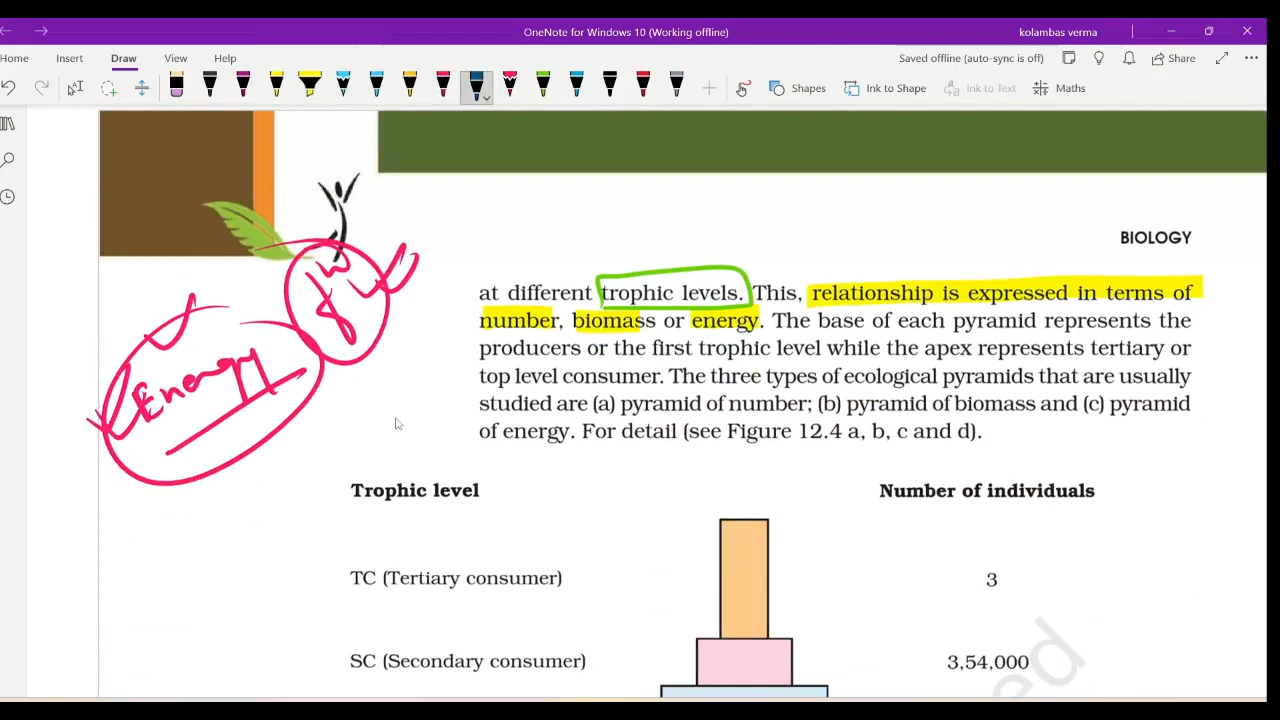 OneNote for Windows 10 (Working offline)
kolambas verma
Home Insert Draw View Help
Saved offline (auto-sync is off)
Share
Shapes
Ink to Shape
Ink to Text
Maths
BIOLOGY
at different trophic levels. This, relationship is expressed in terms of
number, biomass or energy. The base of each pyramid represents the
producers or the first trophic level while the apex represents tertiary or
top level consumer. The three types of ecological pyramids that are usually
studied are (a) pyramid of number; (b) pyramid of biomass and (c) pyramid
of energy. For detail (see Figure 12.4 a, b, c and d).
Energy
Trophic level Number of individuals
TC (Tertiary consumer) 3
SC (Secondary consumer) 3,54,000